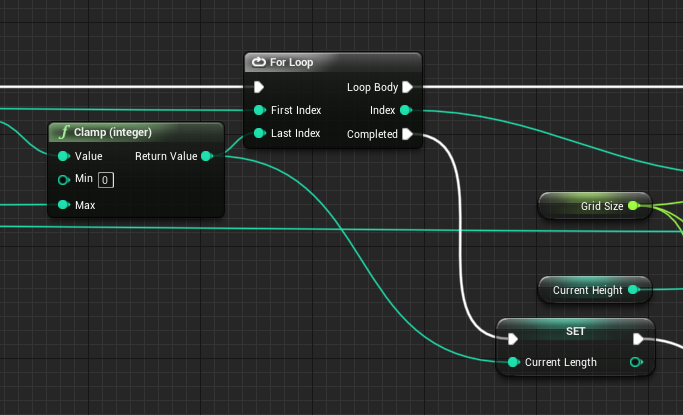 For Loop
Loop Body
First Index Index
Last Index Completed
Clamp (integer)
Value Return Value
Min 0
Max
Grid Size
Current Height
SET
Current Length